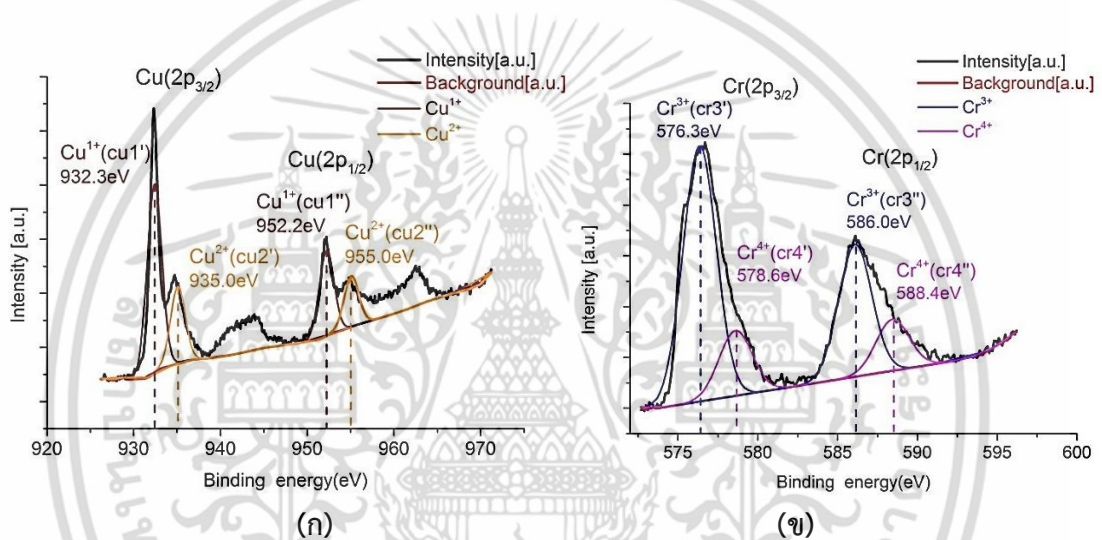 Cu(2p3/2)
Intensity[a.u.]
Background[a.u.]
Cu1+
Cu2+
Cu1+(cu1')
932.3eV
Cu(2p1/2)
Cu1+(cu1'')
952.2eV
Cu2+(cu2')
935.0eV
Cu2+(cu2'')
955.0eV
Intensity [a.u.]
920 930 940 950 960 970
Binding energy(eV)
(ก)
Intensity[a.u.]
Background[a.u.]
Cr3+
Cr4+
Cr(2p3/2)
Cr3+(cr3')
576.3eV
Cr(2p1/2)
Cr3+(cr3'')
586.0eV
Cr4+(cr4')
578.6eV
Cr4+(cr4'')
588.4eV
Intensity [a.u.]
575 580 585 590 595 600
Binding energy(eV)
(ข)